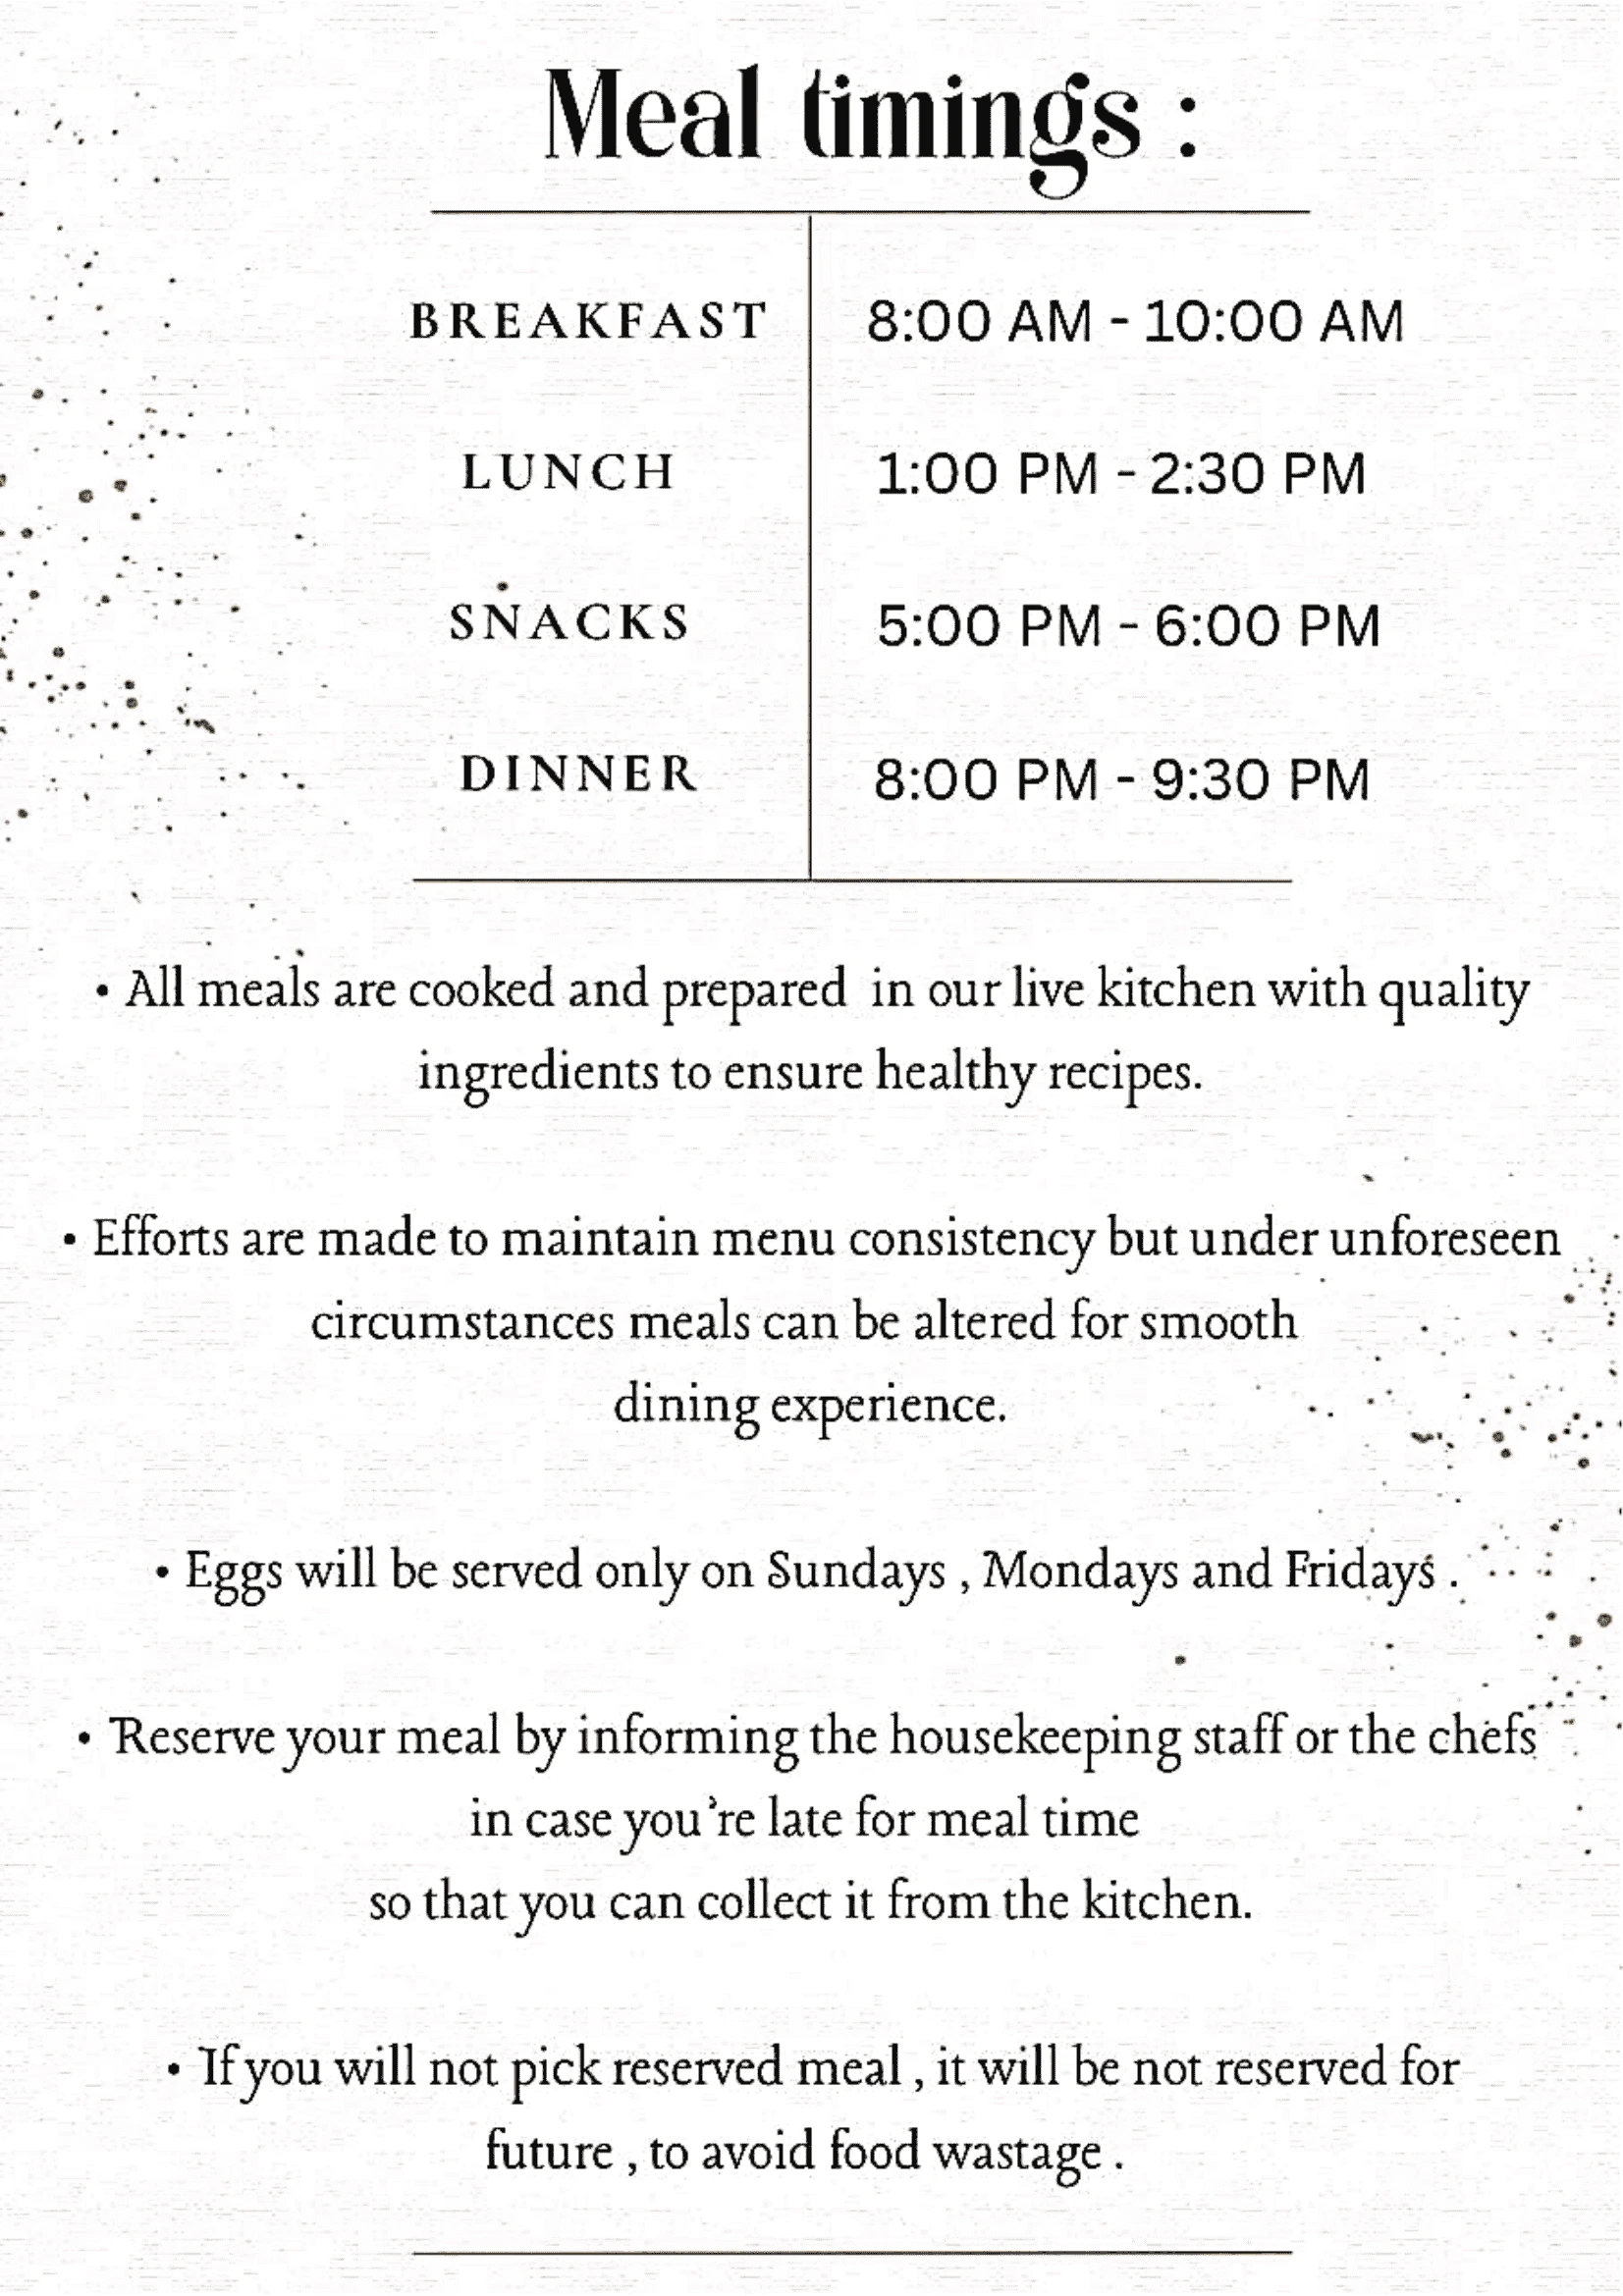 Meal timings :
BREAKFAST 8:00 AM - 10:00 AM
LUNCH 1:00 PM - 2:30 PM
SNACKS 5:00 PM - 6:00 PM
DINNER 8:00 PM - 9:30 PM
• All meals are cooked and prepared in our live kitchen with quality
ingredients to ensure healthy recipes.
• Efforts are made to maintain menu consistency but under unforeseen
circumstances meals can be altered for smooth
dining experience.
• Eggs will be served only on Sundays , Mondays and Fridays .
• Reserve your meal by informing the housekeeping staff or the chefs
in case you're late for meal time
so that you can collect it from the kitchen.
• If you will not pick reserved meal , it will be not reserved for
future , to avoid food wastage .